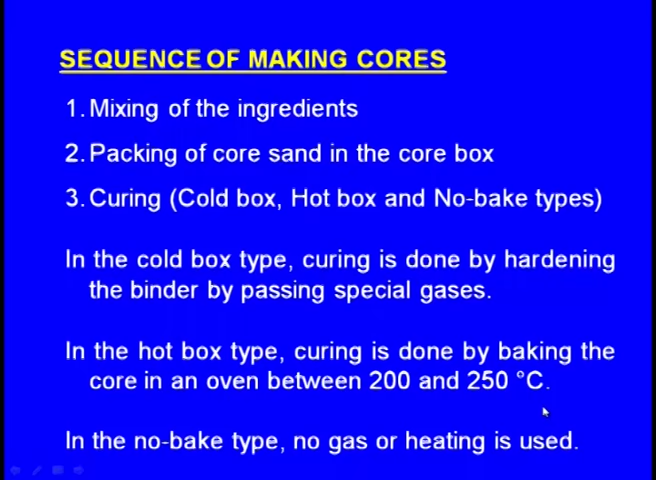 SEQUENCE OF MAKING CORES
1. Mixing of the ingredients
2. Packing of core sand in the core box
3. Curing (Cold box, Hot box and No-bake types)
In the cold box type, curing is done by hardening
the binder by passing special gases.
In the hot box type, curing is done by baking the
core in an oven between 200 and 250 °C.
In the no-bake type, no gas or heating is used.